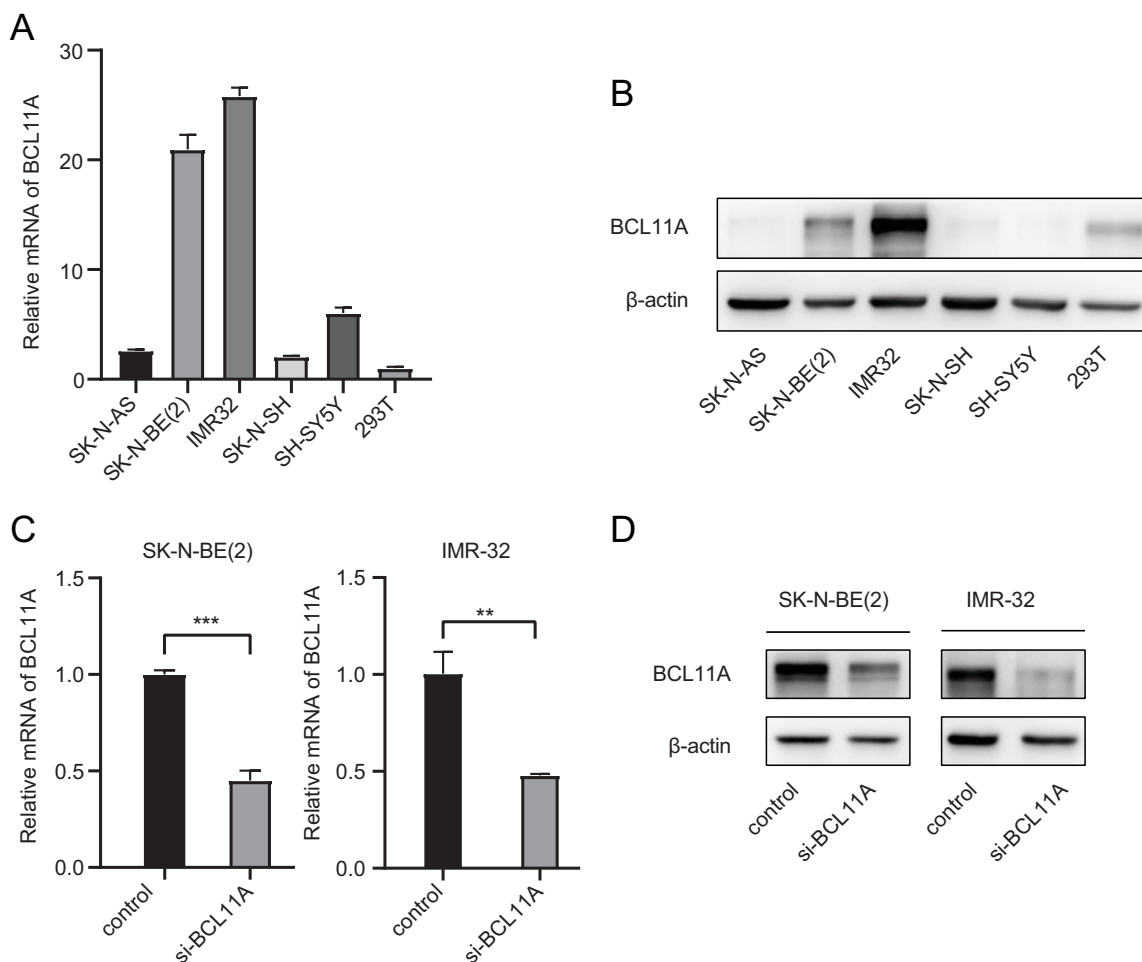 A
Relative mRNA of BCL11A
30
20
10
0
SK-N-AS
SK-N-BE(2)
IMR32
SK-N-SH
SH-SY5Y
293T
B
BCL11A
β-actin
SK-N-AS
SK-N-BE(2)
IMR32
SK-N-SH
SH-SY5Y
293T
C
SK-N-BE(2)
Relative mRNA of BCL11A
1.5
1.0
0.5
0.0
***
control
si-BCL11A
IMR-32
Relative mRNA of BCL11A
1.5
1.0
0.5
0.0
**
control
si-BCL11A
D
SK-N-BE(2)
IMR-32
BCL11A
β-actin
control
si-BCL11A
control
si-BCL11A